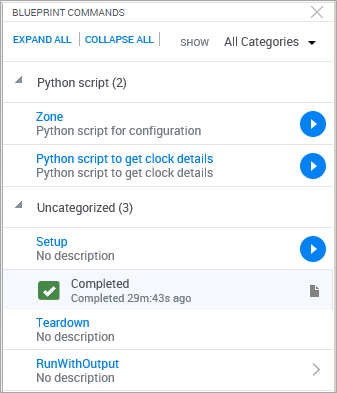 BLUEPRINT COMMANDS
EXPAND ALL COLLAPSE ALL SHOW All Categories
Python script (2)
Zone
Python script for configuration
Python script to get clock details
Python script to get clock details
Uncategorized (3)
Setup
No description
Completed
Completed 29m:43s ago
Teardown
No description
RunWithOutput
No description